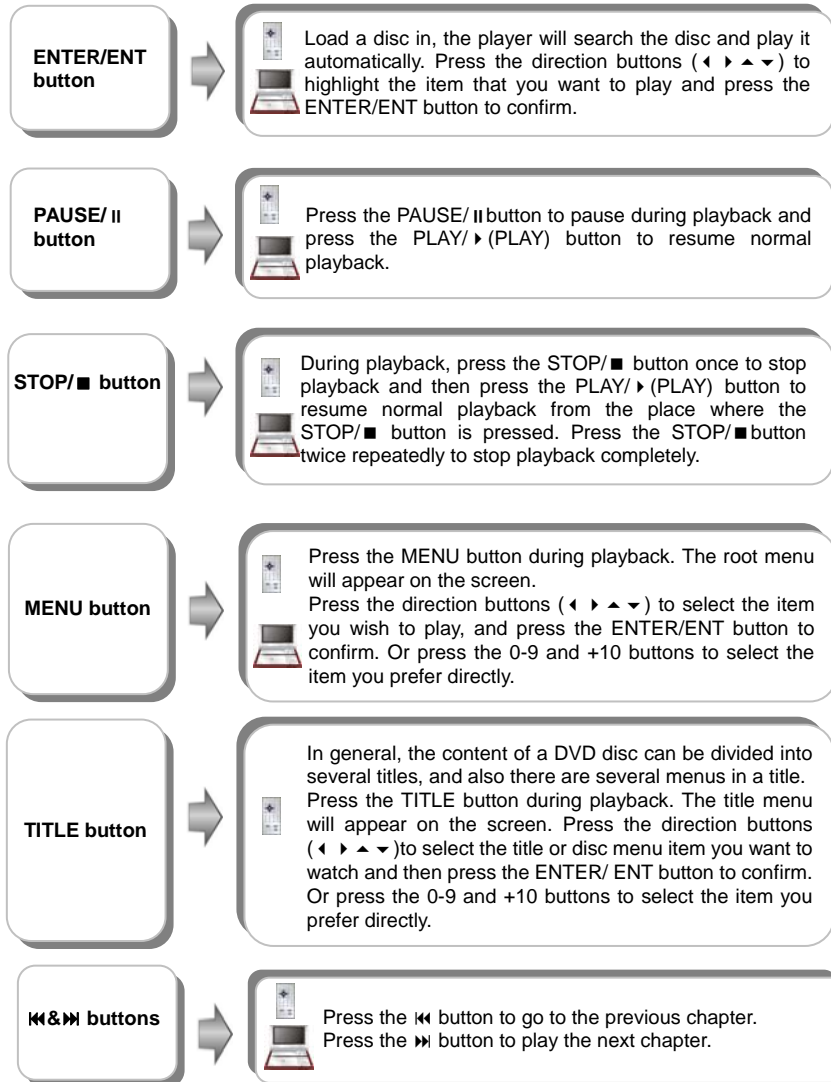 ENTER/ENT
button
Load a disc in, the player will search the disc and play it
automatically. Press the direction buttons (◂ ▸ ▴ ▾) to
highlight the item that you want to play and press the
ENTER/ENT button to confirm.
PAUSE/ ⏸
button
Press the PAUSE/ ⏸button to pause during playback and
press the PLAY/ ▸ (PLAY) button to resume normal
playback.
STOP/ ■ button
During playback, press the STOP/ ■ button once to stop
playback and then press the PLAY/ ▸ (PLAY) button to
resume normal playback from the place where the
STOP/ ■ button is pressed. Press the STOP/ ■ button
twice repeatedly to stop playback completely.
MENU button
Press the MENU button during playback. The root menu
will appear on the screen.
Press the direction buttons (◂ ▸ ▴ ▾) to select the item
you wish to play, and press the ENTER/ENT button to
confirm. Or press the 0-9 and +10 buttons to select the
item you prefer directly.
TITLE button
In general, the content of a DVD disc can be divided into
several titles, and also there are several menus in a title.
Press the TITLE button during playback. The title menu
will appear on the screen. Press the direction buttons
(◂ ▸ ▴ ▾)to select the title or disc menu item you want to
watch and then press the ENTER/ ENT button to confirm.
Or press the 0-9 and +10 buttons to select the item you
prefer directly.
⏮&⏭ buttons
Press the ⏮ button to go to the previous chapter.
Press the ⏭ button to play the next chapter.